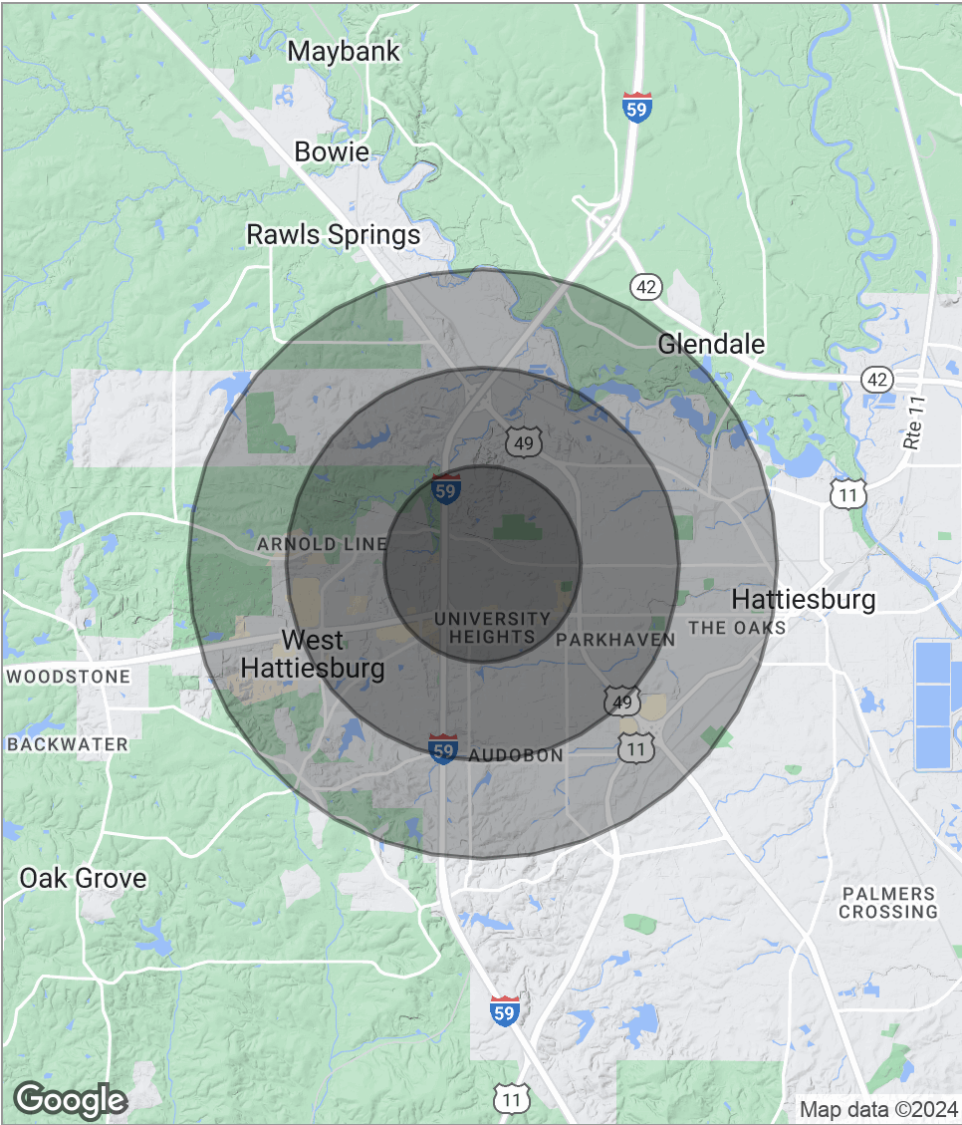 Maybank
59
Bowie
Rawls Springs
42
Glendale
42
Rte 11
49
59
11
ARNOLD LINE
Hattiesburg
UNIVERSITY
HEIGHTS
PARKHAVEN
THE OAKS
West
Hattiesburg
WOODSTONE
49
BACKWATER
59
AUDOBON
11
Oak Grove
PALMERS
CROSSING
59
11
Google
Map data ©2024